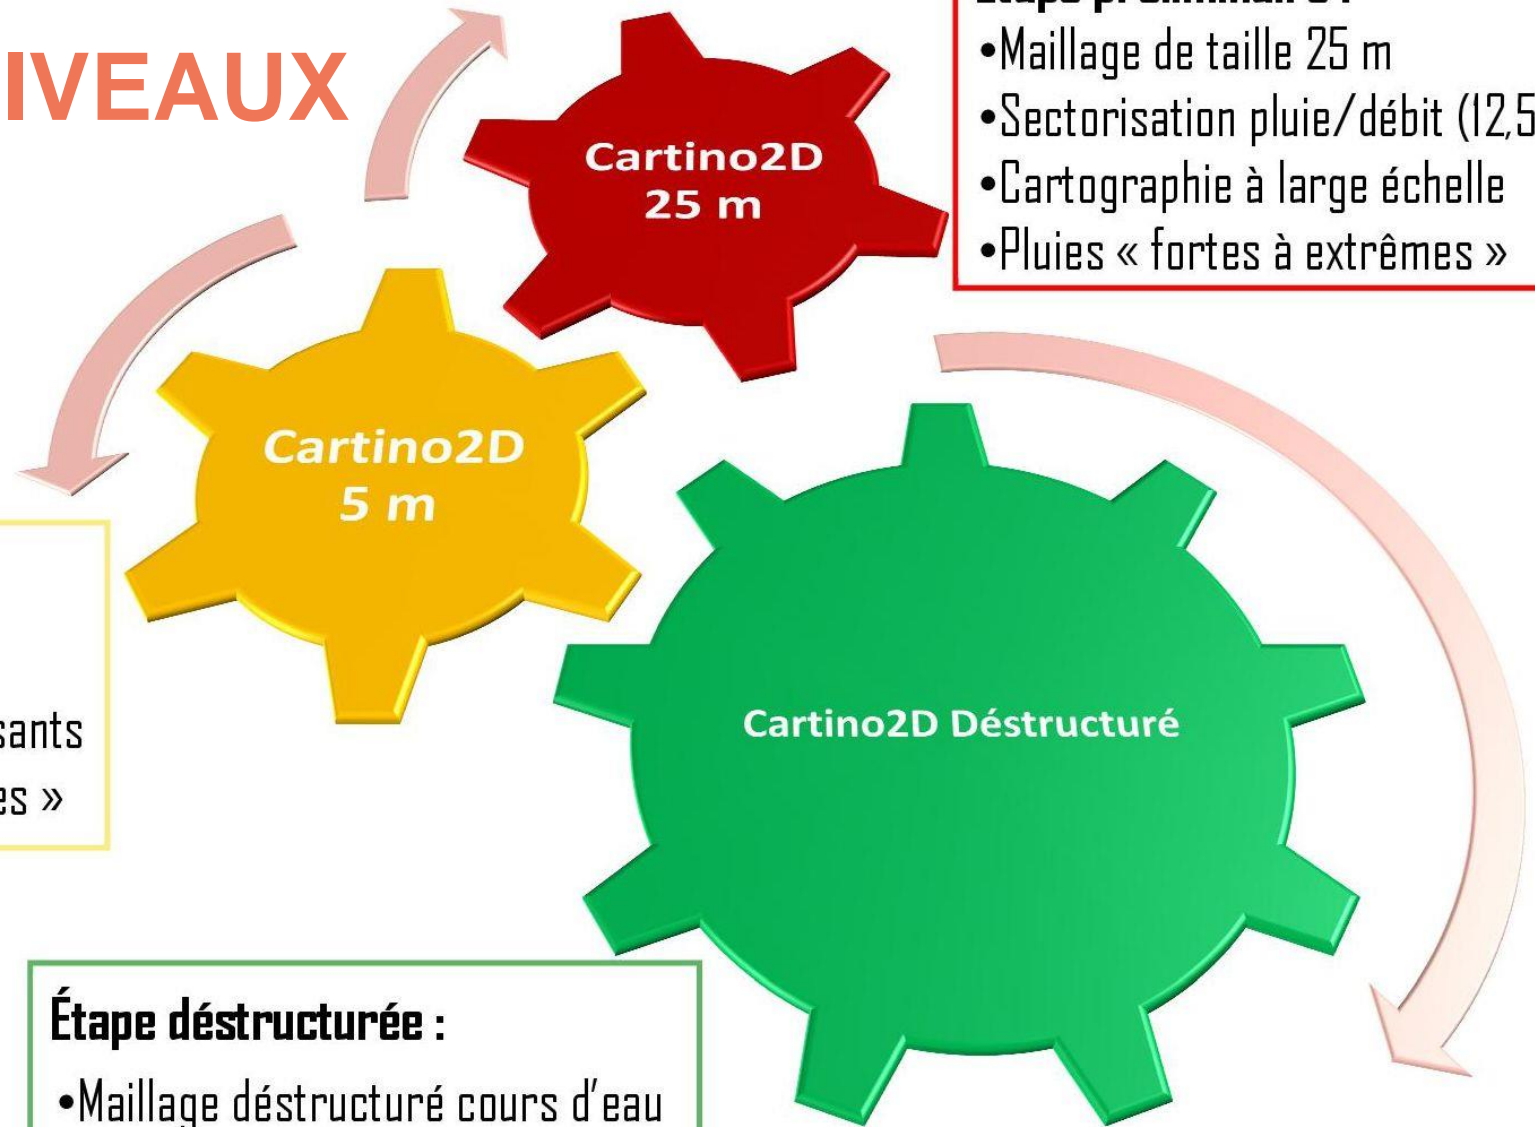 IVEAUX
•Maillage de taille 25 m
•Sectorisation pluie/débit (12,5
•Cartographie à large échelle
•Pluies « fortes à extrêmes »
Cartino2D
25 m
Cartino2D
5 m
sants
es »
Cartino2D Déstructuré
Étape déstructurée :
•Maillage déstructuré cours d'eau